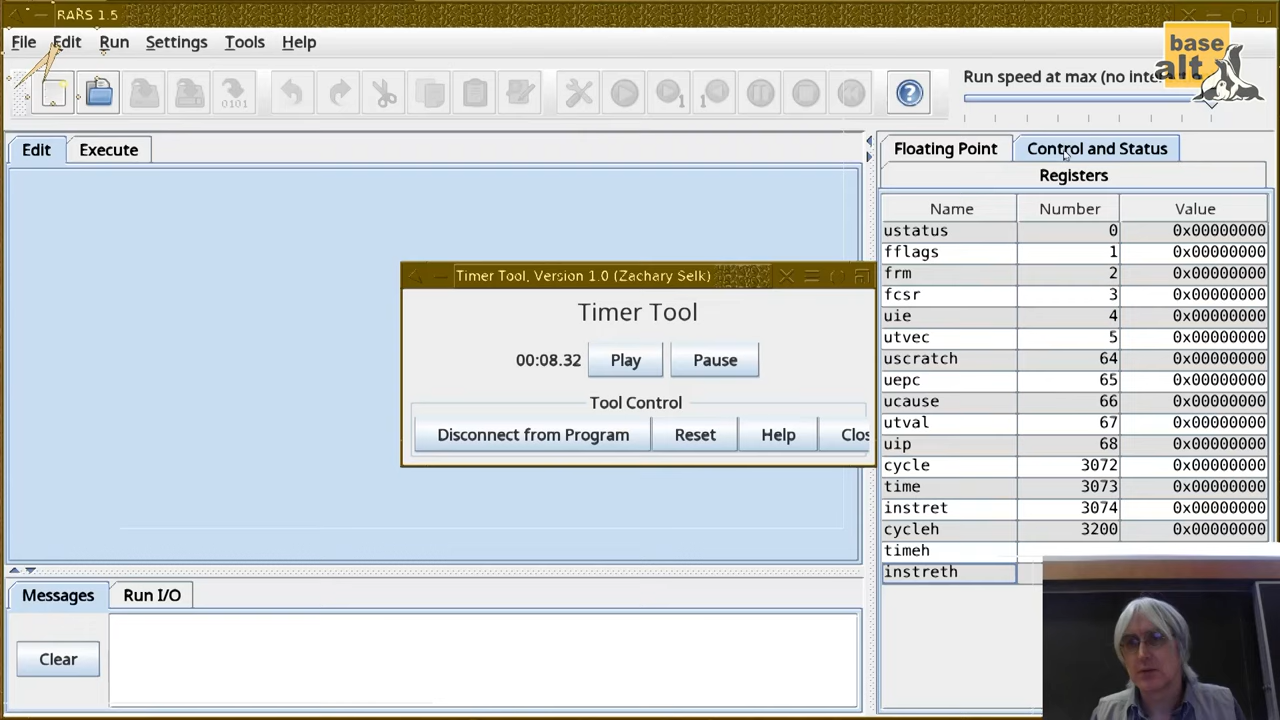 RARS 1.5
File Edit Run Settings Tools Help
base
alt
0101
1
1
?
Run speed at max (no inte
Edit Execute
Floating Point Control and Status
Registers
Name Number Value
ustatus 0 0x00000000
fflags 1 0x00000000
frm 2 0x00000000
fcsr 3 0x00000000
uie 4 0x00000000
utvec 5 0x00000000
uscratch 64 0x00000000
uepc 65 0x00000000
ucause 66 0x00000000
utval 67 0x00000000
uip 68 0x00000000
cycle 3072 0x00000000
time 3073 0x00000000
instret 3074 0x00000000
cycleh 3200 0x00000000
timeh
instreth
Timer Tool, Version 1.0 (Zachary Selk)
Timer Tool
00:08.32 Play Pause
Tool Control
Disconnect from Program Reset Help Clos
Messages Run I/O
Clear